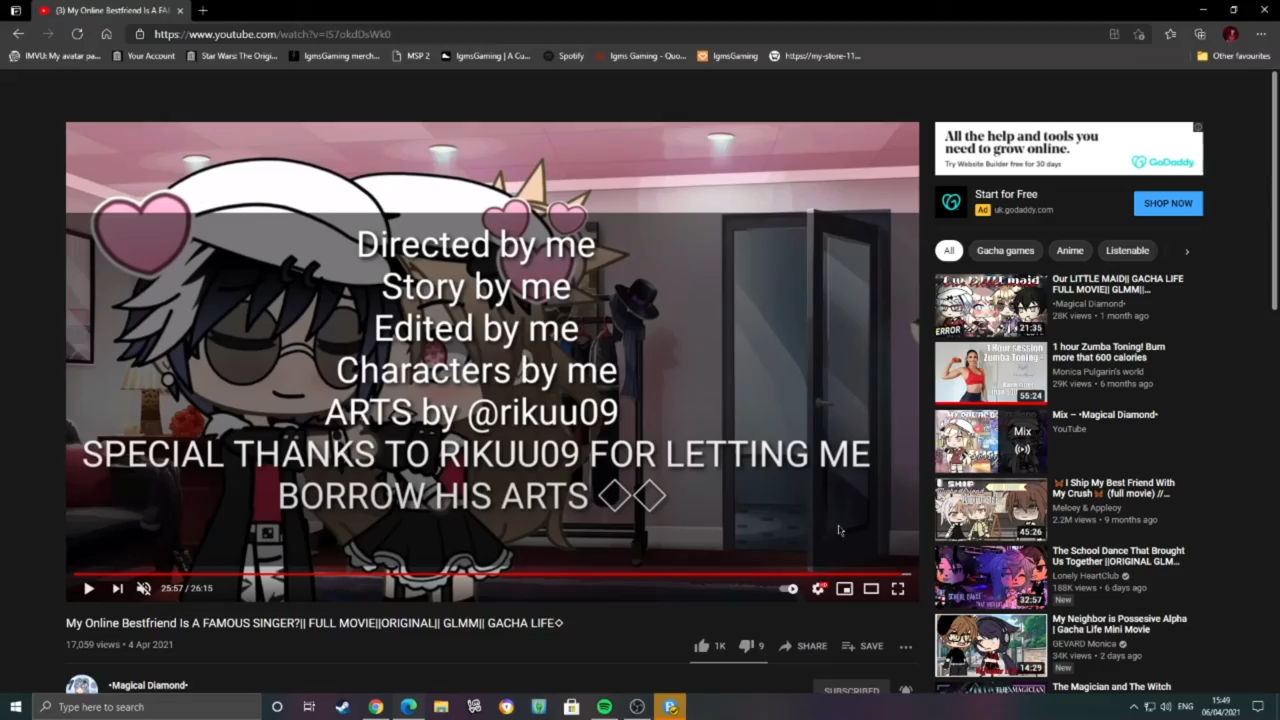 (3) My Online Bestfriend Is A FA
https://www.youtube.com/watch?v=IS7okdDsWk0
IMVU: My avatar pa...
Your Account
Star Wars: The Origi...
IgmsGaming merch...
MSP 2
IgmsGaming | A Cu...
Spotify
Igms Gaming - Quo...
IgmsGaming
https://my-store-11...
Other favourites
Directed by me
Story by me
Edited by me
Characters by me
ARTS by @rikuu09
SPECIAL THANKS TO RIKUU09 FOR LETTING ME
BORROW HIS ARTS
25:57 / 26:15
My Online Bestfriend Is A FAMOUS SINGER?|| FULL MOVIE||ORIGINAL|| GLMM|| GACHA LIFE◇
17,059 views • 4 Apr 2021
1K
9
SHARE
SAVE
•Magical Diamond•
SUBSCRIBED
All the help and tools you
need to grow online.
Try Website Builder free for 30 days
GoDaddy
Start for Free
Ad uk.godaddy.com
SHOP NOW
All
Gacha games
Anime
Listenable
Our LITTLE MAID|| GACHA LIFE
FULL MOVIE|| GLMM||...
•Magical Diamond•
28K views • 1 month ago
ERROR
21:35
1 hour Zumba Toning! Burn
more that 600 calories
Monica Pulgarin's world
29K views • 6 months ago
1 Hour session
Zumba Toning
55:24
Mix – •Magical Diamond•
YouTube
Mix
I Ship My Best Friend With
My Crush (full movie) //...
Meloey & Appleoy
2.2M views • 9 months ago
SHIP
45:26
The School Dance That Brought
Us Together ||ORIGINAL GLM...
Lonely HeartClub
188K views • 6 days ago
New
32:57
My Neighbor is Possesive Alpha
| Gacha Life Mini Movie
GEVARD Monica
34K views • 2 days ago
New
14:29
The Magician and The Witch
Type here to search
ENG
15:49
06/04/2021